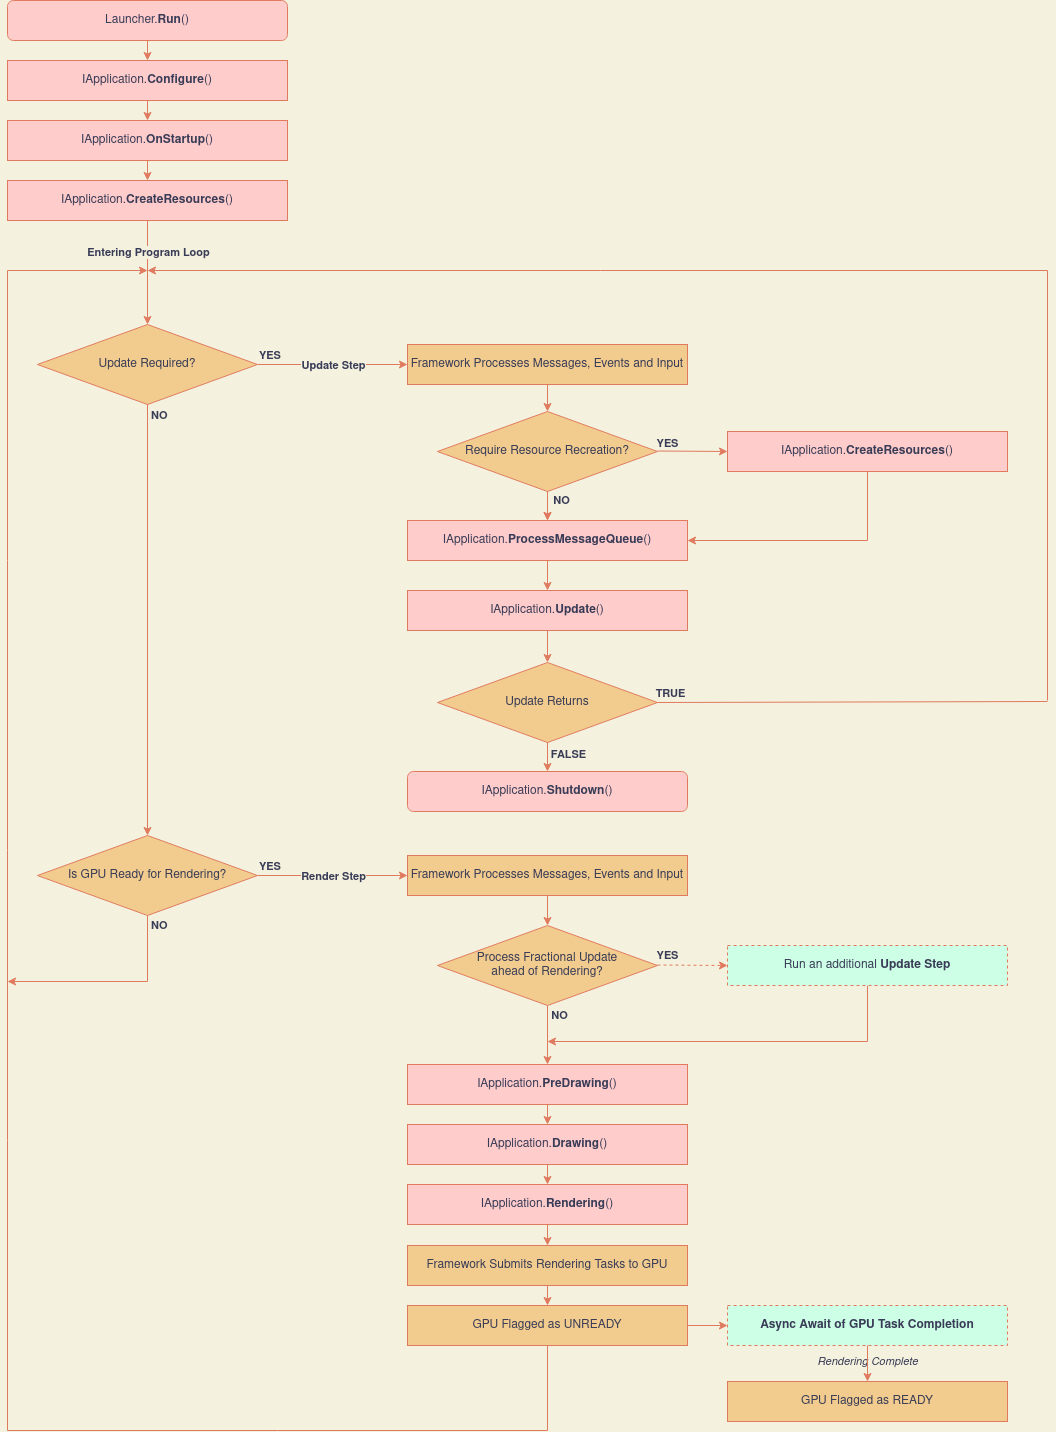 Launcher.Run()
IApplication.Configure()
IApplication.OnStartup()
IApplication.CreateResources()
Entering Program Loop
Update Required?
YES
Update Step
Framework Processes Messages, Events and Input
NO
Require Resource Recreation?
YES
IApplication.CreateResources()
NO
IApplication.ProcessMessageQueue()
IApplication.Update()
Update Returns
TRUE
FALSE
IApplication.Shutdown()
Is GPU Ready for Rendering?
YES
Render Step
Framework Processes Messages, Events and Input
NO
Process Fractional Update
ahead of Rendering?
YES
Run an additional Update Step
NO
IApplication.PreDrawing()
IApplication.Drawing()
IApplication.Rendering()
Framework Submits Rendering Tasks to GPU
GPU Flagged as UNREADY
Async Await of GPU Task Completion
Rendering Complete
GPU Flagged as READY